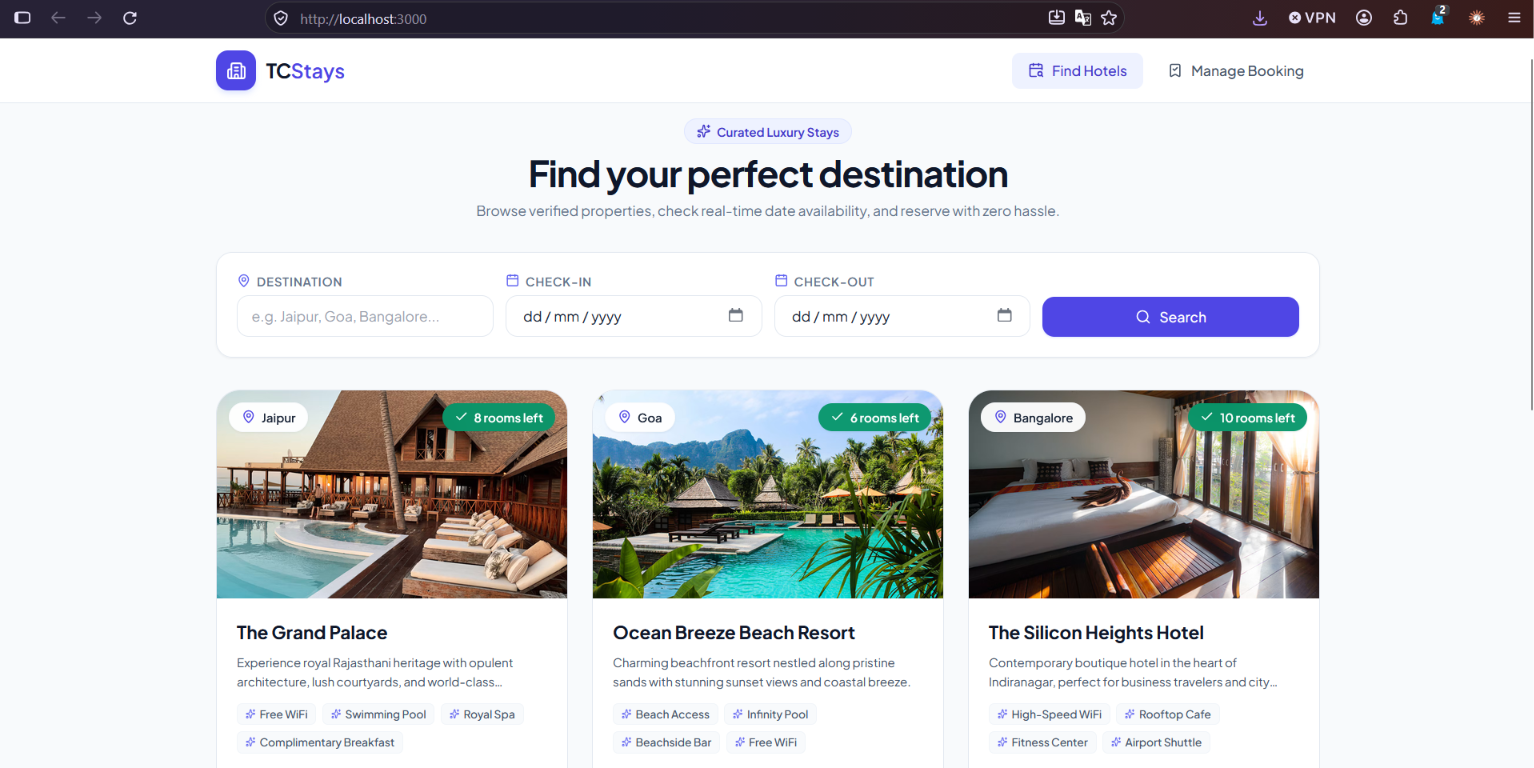 http://localhost:3000
VPN
2
TCStays
Find Hotels
Manage Booking
Curated Luxury Stays
Find your perfect destination
Browse verified properties, check real-time date availability, and reserve with zero hassle.
DESTINATION
CHECK-IN
CHECK-OUT
e.g. Jaipur, Goa, Bangalore...
dd / mm / yyyy
dd / mm / yyyy
Search
Jaipur
8 rooms left
Goa
6 rooms left
Bangalore
10 rooms left
The Grand Palace
Experience royal Rajasthani heritage with opulent
architecture, lush courtyards, and world-class...
Free WiFi
Swimming Pool
Royal Spa
Complimentary Breakfast
Ocean Breeze Beach Resort
Charming beachfront resort nestled along pristine
sands with stunning sunset views and coastal breeze.
Beach Access
Infinity Pool
Beachside Bar
Free WiFi
The Silicon Heights Hotel
Contemporary boutique hotel in the heart of
Indiranagar, perfect for business travelers and city...
High-Speed WiFi
Rooftop Cafe
Fitness Center
Airport Shuttle